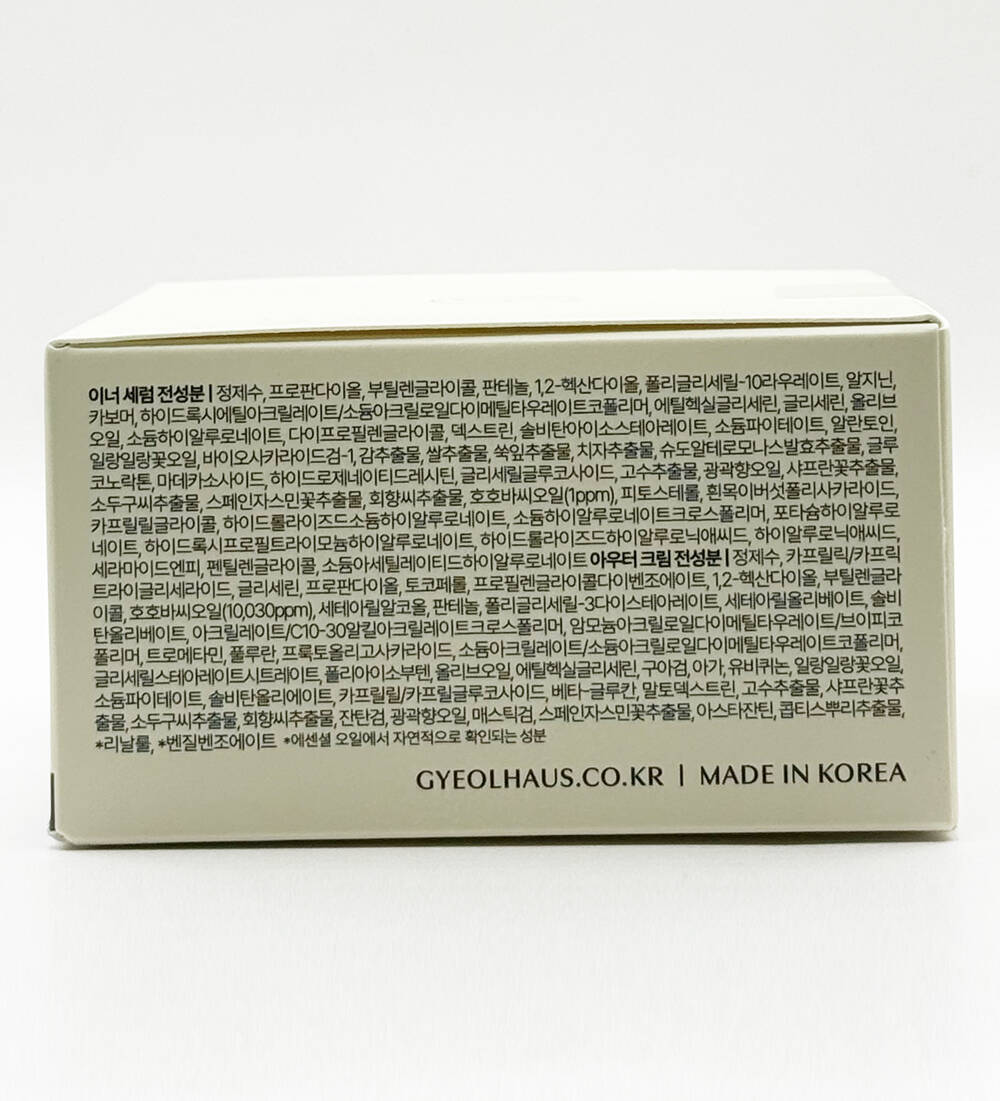 이너 세럼 전성분 | 정제수, 프로판다이올, 부틸렌글라이콜, 판테놀, 1,2-헥산다이올, 폴리글리세릴-10라우레이트, 알지닌,
카보머, 하이드록시에틸아크릴레이트/소듐아크릴로일다이메틸타우레이트코폴리머, 에틸헥실글리세린, 글리세린, 올리브
오일, 소듐하이알루로네이트, 다이프로필렌글라이콜, 덱스트린, 솔비탄아이소스테아레이트, 소듐파이테이트, 알란토인,
일랑일랑꽃오일, 바이오사카라이드검-1, 감추출물, 쌀추출물, 쑥잎추출물, 치자추출물, 슈도알테로모나스발효추출물, 글루
코노락톤, 마데카소사이드, 하이드로제네이티드레시틴, 글리세릴글루코사이드, 고수추출물, 광곽향오일, 샤프란꽃추출물,
소두구씨추출물, 스페인자스민꽃추출물, 회향씨추출물, 호호바씨오일(1ppm), 피토스테롤, 흰목이버섯폴리사카라이드,
카프릴릴글라이콜, 하이드롤라이즈드소듐하이알루로네이트, 소듐하이알루로네이트크로스폴리머, 포타슘하이알루로
네이트, 하이드록시프로필트라이모늄하이알루로네이트, 하이드롤라이즈드하이알루로닉애씨드, 하이알루로닉애씨드,
세라마이드엔피, 펜틸렌글라이콜, 소듐아세틸레이티드하이알루로네이트 아우터 크림 전성분 | 정제수, 카프릴릭/카프릭
트라이글리세라이드, 글리세린, 프로판다이올, 토코페롤, 프로필렌글라이콜다이벤조에이트, 1,2-헥산다이올, 부틸렌글라
이콜, 호호바씨오일(10,030ppm), 세테아릴알코올, 판테놀, 폴리글리세릴-3다이스테아레이트, 세테아릴올리베이트, 솔비
탄올리베이트, 아크릴레이트/C10-30알킬아크릴레이트크로스폴리머, 암모늄아크릴로일다이메틸타우레이트/브이피코
폴리머, 트로메타민, 풀루란, 프룩토올리고사카라이드, 소듐아크릴레이트/소듐아크릴로일다이메틸타우레이트코폴리머,
글리세릴스테아레이트시트레이트, 폴리아이소부텐, 올리브오일, 에틸헥실글리세린, 구아검, 아가, 유비퀴논, 일랑일랑꽃오일,
소듐파이테이트, 솔비탄올리에이트, 카프릴릴/카프릴글루코사이드, 베타-글루칸, 말토덱스트린, 고수추출물, 샤프란꽃추
출물, 소두구씨추출물, 회향씨추출물, 잔탄검, 광곽향오일, 매스틱검, 스페인자스민꽃추출물, 아스타잔틴, 콥티스뿌리추출물,
*리날룰, *벤질벤조에이트 *에센셜 오일에서 자연적으로 확인되는 성분
GYEOLHAUS.CO.KR | MADE IN KOREA